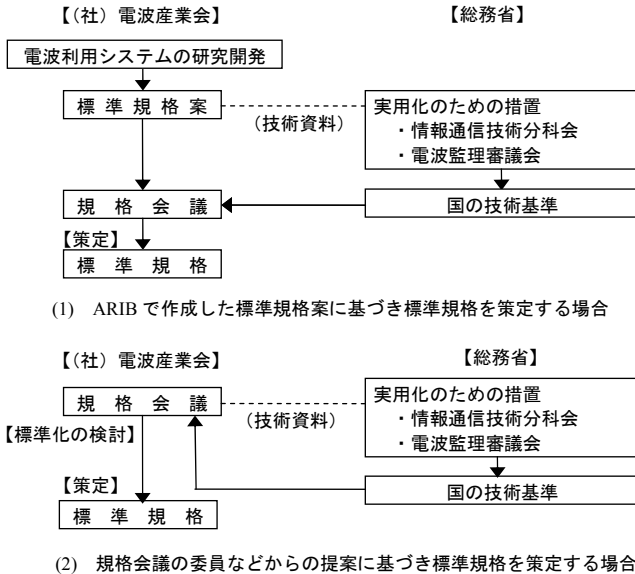 【（社）電波産業会】 【総務省】
電波利用システムの研究開発
標準規格案
（技術資料）
実用化のための措置
・情報通信技術分科会
・電波監理審議会
規格会議
国の技術基準
【策定】
標準規格
(1) ARIB で作成した標準規格案に基づき標準規格を策定する場合
【（社）電波産業会】 【総務省】
規格会議
（技術資料）
実用化のための措置
・情報通信技術分科会
・電波監理審議会
【標準化の検討】
【策定】
国の技術基準
標準規格
(2) 規格会議の委員などからの提案に基づき標準規格を策定する場合